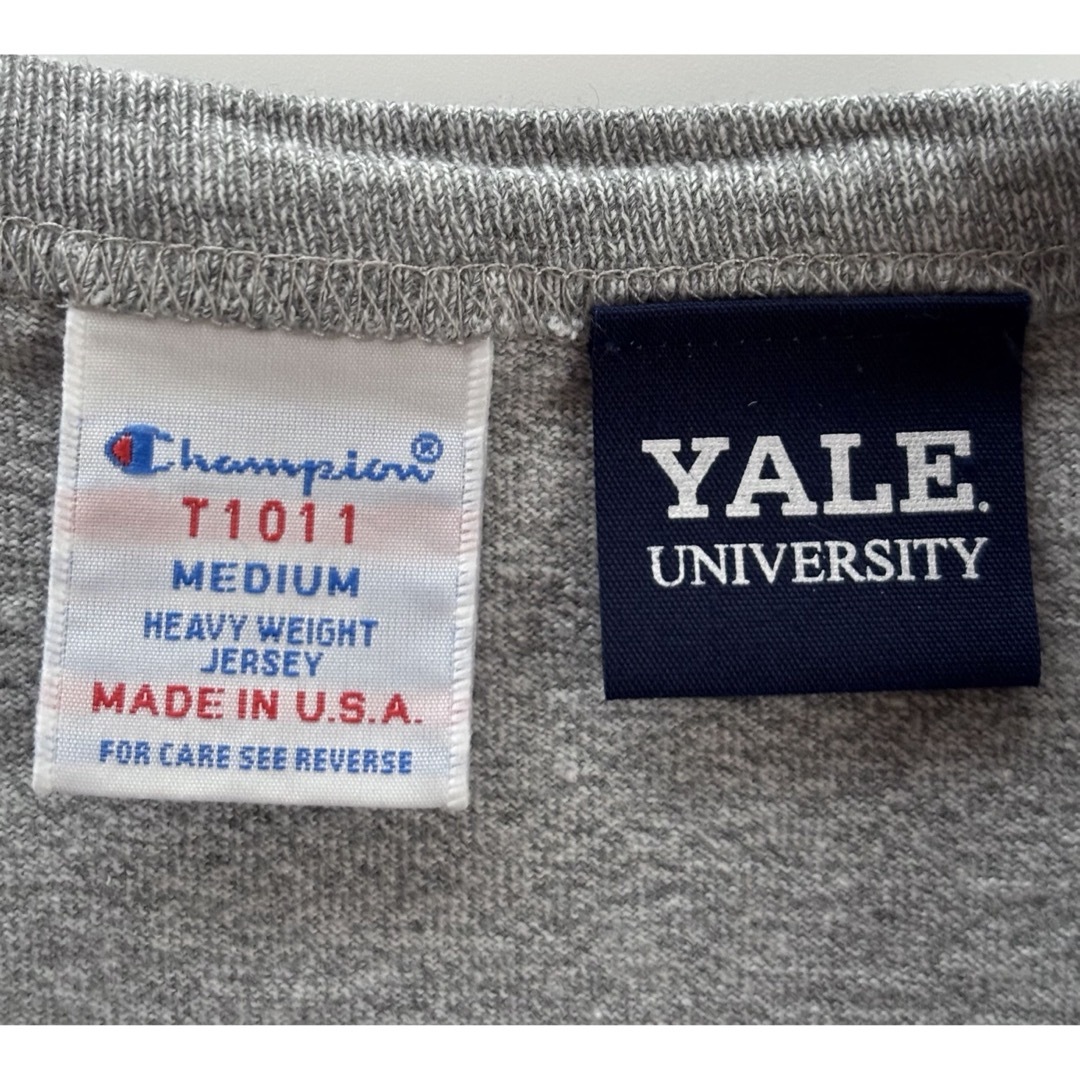 Champion®
T1011
MEDIUM
HEAVY WEIGHT
JERSEY
MADE IN U.S.A.
FOR CARE SEE REVERSE
YALE.
UNIVERSITY